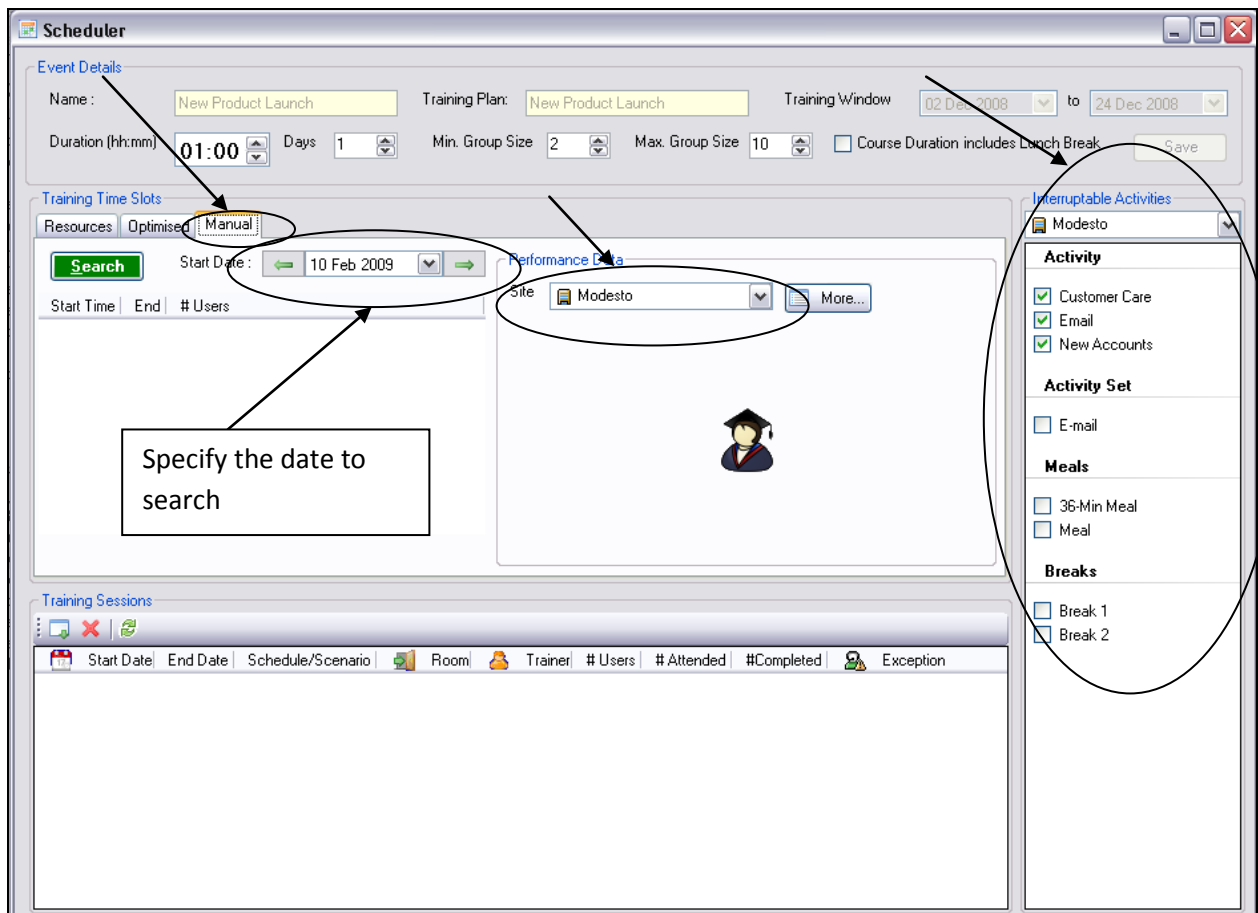 Scheduler
Event Details
Name : New Product Launch Training Plan: New Product Launch Training Window 02 Dec 2008 to 24 Dec 2008
Duration (hh:mm) 01:00 Days 1 Min. Group Size 2 Max. Group Size 10 Course Duration includes Lunch Break Save
Training Time Slots
Resources Optimised Manual
Search Start Date : 10 Feb 2009
Start Time End # Users
Specify the date to
search
Performance Data
Site Modesto More...
Interruptable Activities
Modesto
Activity
Customer Care
Email
New Accounts
Activity Set
E-mail
Meals
36-Min Meal
Meal
Breaks
Break 1
Break 2
Training Sessions
12
Start Date End Date Schedule/Scenario Room Trainer # Users # Attended #Completed Exception